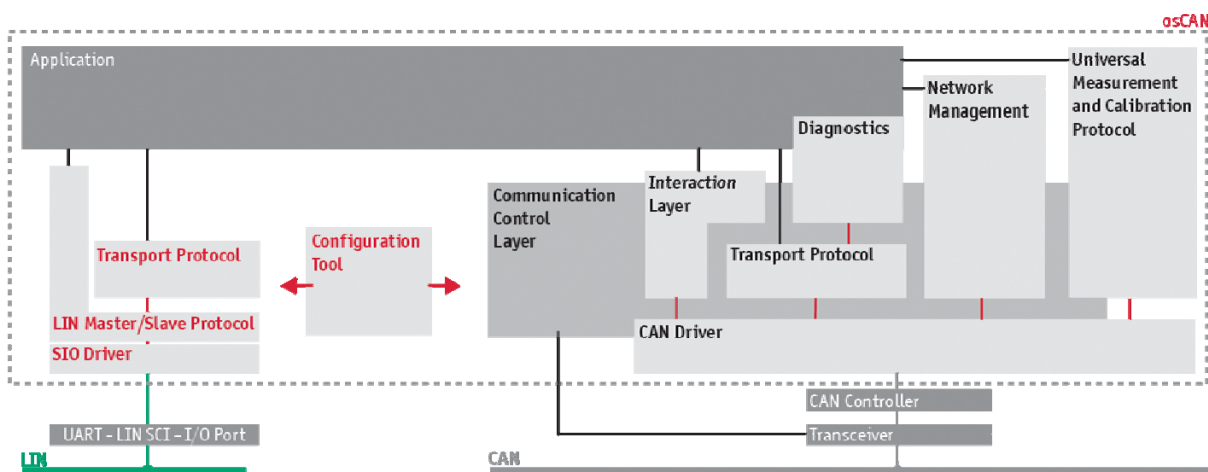 osCAN
Application
Universal
Measurement
and Calibration
Protocol
Network
Management
Diagnostics
Interaction
Layer
Communication
Control
Layer
Configuration
Tool
Transport Protocol
Transport Protocol
LIN Master/Slave Protocol
CAN Driver
SIO Driver
CAN Controller
UART - LIN SCI - I/O Port
Transceiver
LIN
CAN